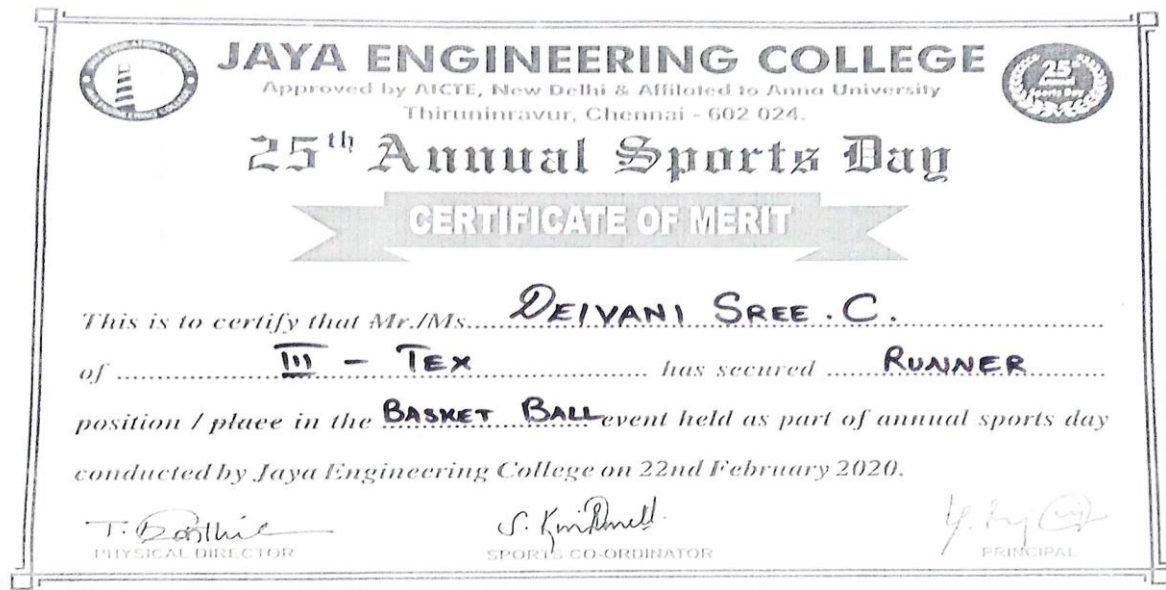 JAYA ENGINEERING COLLEGE
Approved by AICTE, New Delhi & Affiliated to Anna University
Thiruninravur, Chennai - 602 024.
25
Sports Day
25th Annual Sports Day
CERTIFICATE OF MERIT
This is to certify that Mr./Ms. DEIVANI SREE . C.
of III - TEX has secured RUNNER
position / place in the BASKET BALL event held as part of annual sports day
conducted by Jaya Engineering College on 22nd February 2020.
PHYSICAL DIRECTOR SPORTS CO-ORDINATOR PRINCIPAL